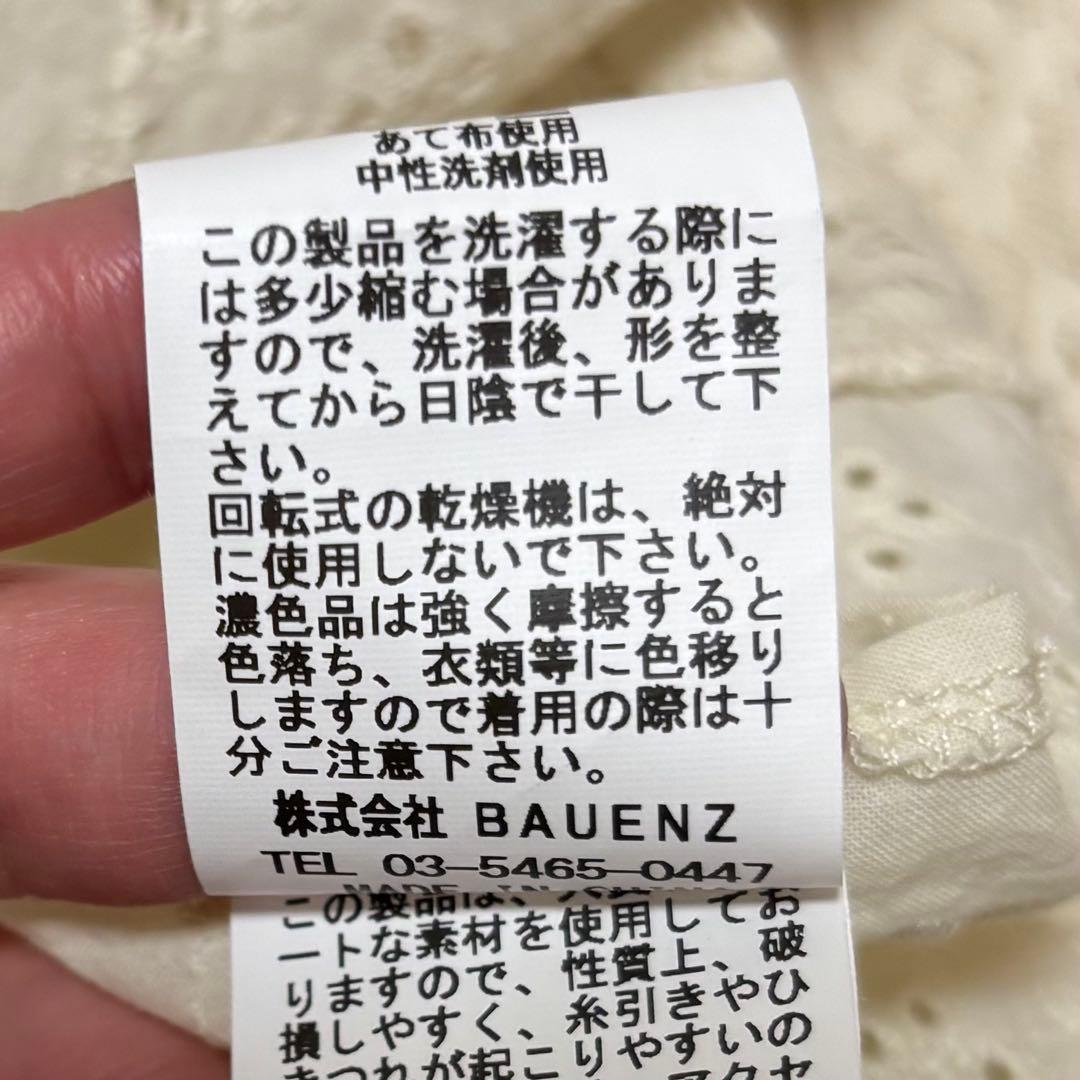 あて布使用
中性洗剤使用
この製品を洗濯する際に
は多少縮む場合がありま
すので、洗濯後、形を整
えてから日陰で干して下
さい。
回転式の乾燥機は、絶対
に使用しないで下さい。
濃色品は強く摩擦すると
色落ち、衣類等に色移り
しますので着用の際は十
分ご注意下さい。
株式会社 BAUENZ
TEL 03-5465-0447
MADE IN
この製品は、使用してお
ートな素材を使用して
りますので、性質上、破
損しやすく、糸引きやひ
きつれが起こりやすいの